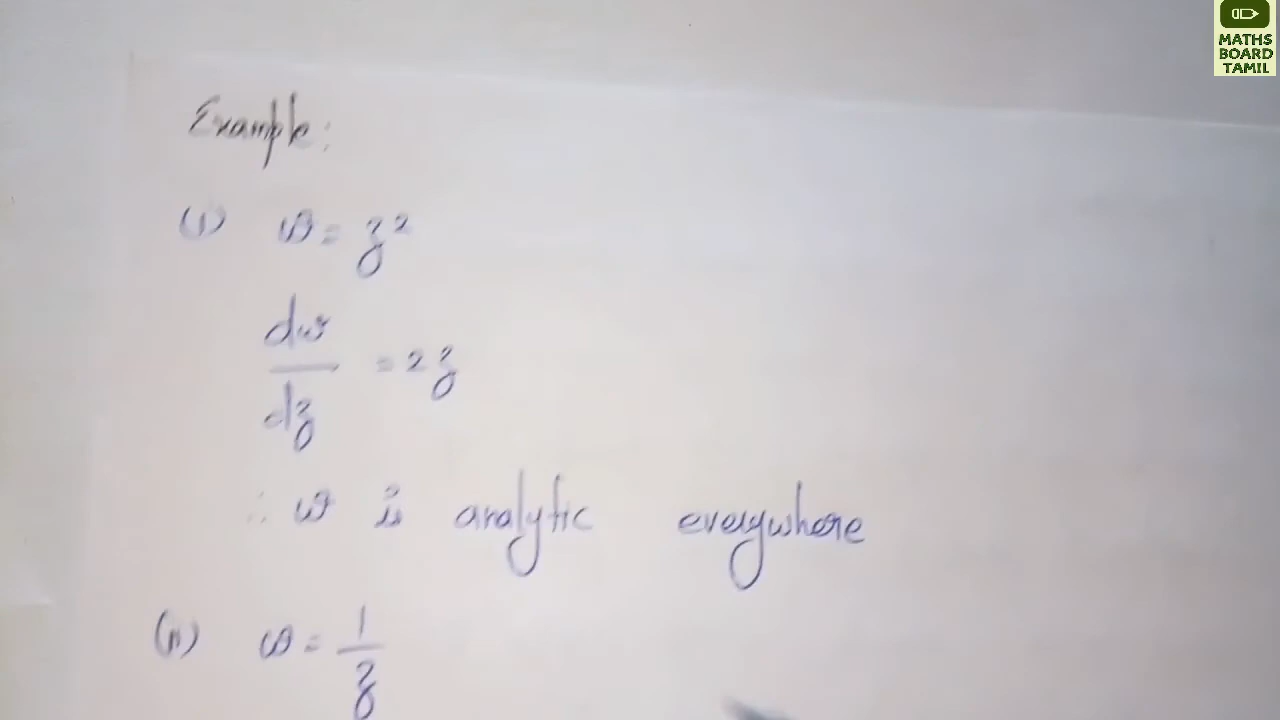 MATHS
BOARD
TAMIL
Example:
(i) w = z²
dw
dz
= 2z
∴ w is analytic everywhere
(ii) w = 1
z